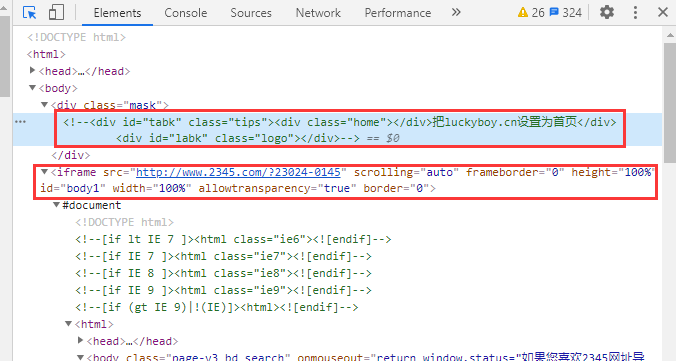 Elements
26
324
<!DOCTYPE html>
<html>
<head>…</head>
<body>
<div class="mask">
<!--<div id="tabk" class="tips"><div class="home"></div>把luckyboy.cn设置为首页</div>
<div id="labk" class="logo"></div>--> == $0
</div>
<iframe src="http://www.2345.com/?23024-0145" scrolling="auto" frameborder="0" height="100%"
id="body1" width="100%" allowtransparency="true" border="0">
#document
<!DOCTYPE html>
<!--[if lt IE 7 ]><html class="ie6"><![endif]-->
<!--[if IE 7 ]><html class="ie7"><![endif]-->
<!--[if IE 8 ]><html class="ie8"><![endif]-->
<!--[if IE 9 ]><html class="ie9"><![endif]-->
<!--[if (gt IE 9)|!(IE)]><html><![endif]-->
<html>
<head>…</head>
<body class="page-v3 bd_search" onmouseout="return window.status='如果您喜欢2345网址导